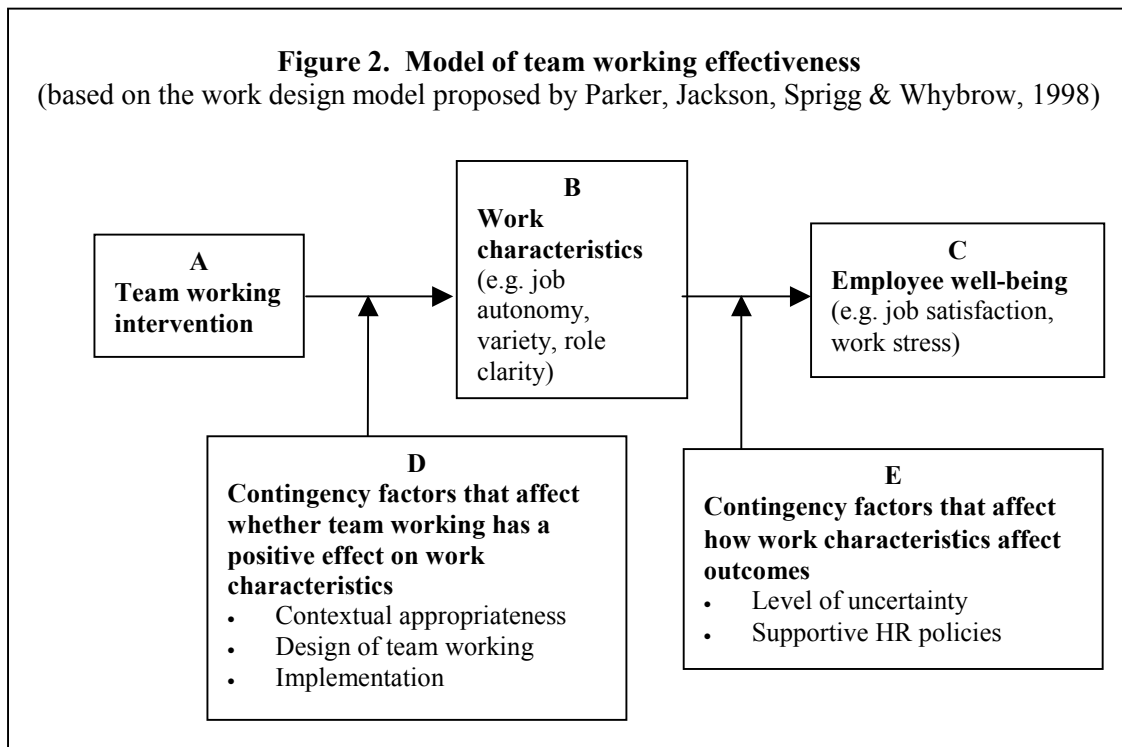 Figure 2. Model of team working effectiveness
(based on the work design model proposed by Parker, Jackson, Sprigg & Whybrow, 1998)
A
Team working
intervention
B
Work
characteristics
(e.g. job
autonomy,
variety, role
clarity)
C
Employee well-being
(e.g. job satisfaction,
work stress)
D
Contingency factors that affect
whether team working has a
positive effect on work
characteristics
• Contextual appropriateness
• Design of team working
• Implementation
E
Contingency factors that affect
how work characteristics affect
outcomes
• Level of uncertainty
• Supportive HR policies